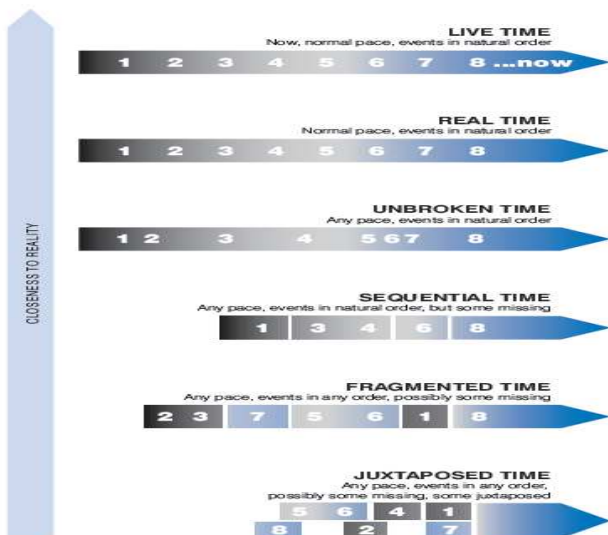 LIVE TIME
Now, normal pace, events in natural order
1 2 3 4 5 6 7 8 ...now
REAL TIME
Normal pace, events in natural order
1 2 3 4 5 6 7 8
UNBROKEN TIME
Any pace, events in natural order
1 2 3 4 5 6 7 8
SEQUENTIAL TIME
Any pace, events in natural order, but some missing
1 3 4 6 8
FRAGMENTED TIME
Any pace, events in any order, possibly some missing
2 3 7 5 6 1 8
JUXTAPOSED TIME
Any pace, events in any order,
possibly some missing, some juxtaposed
5 6 4 1
8 2 7
CLOSENESS TO REALITY